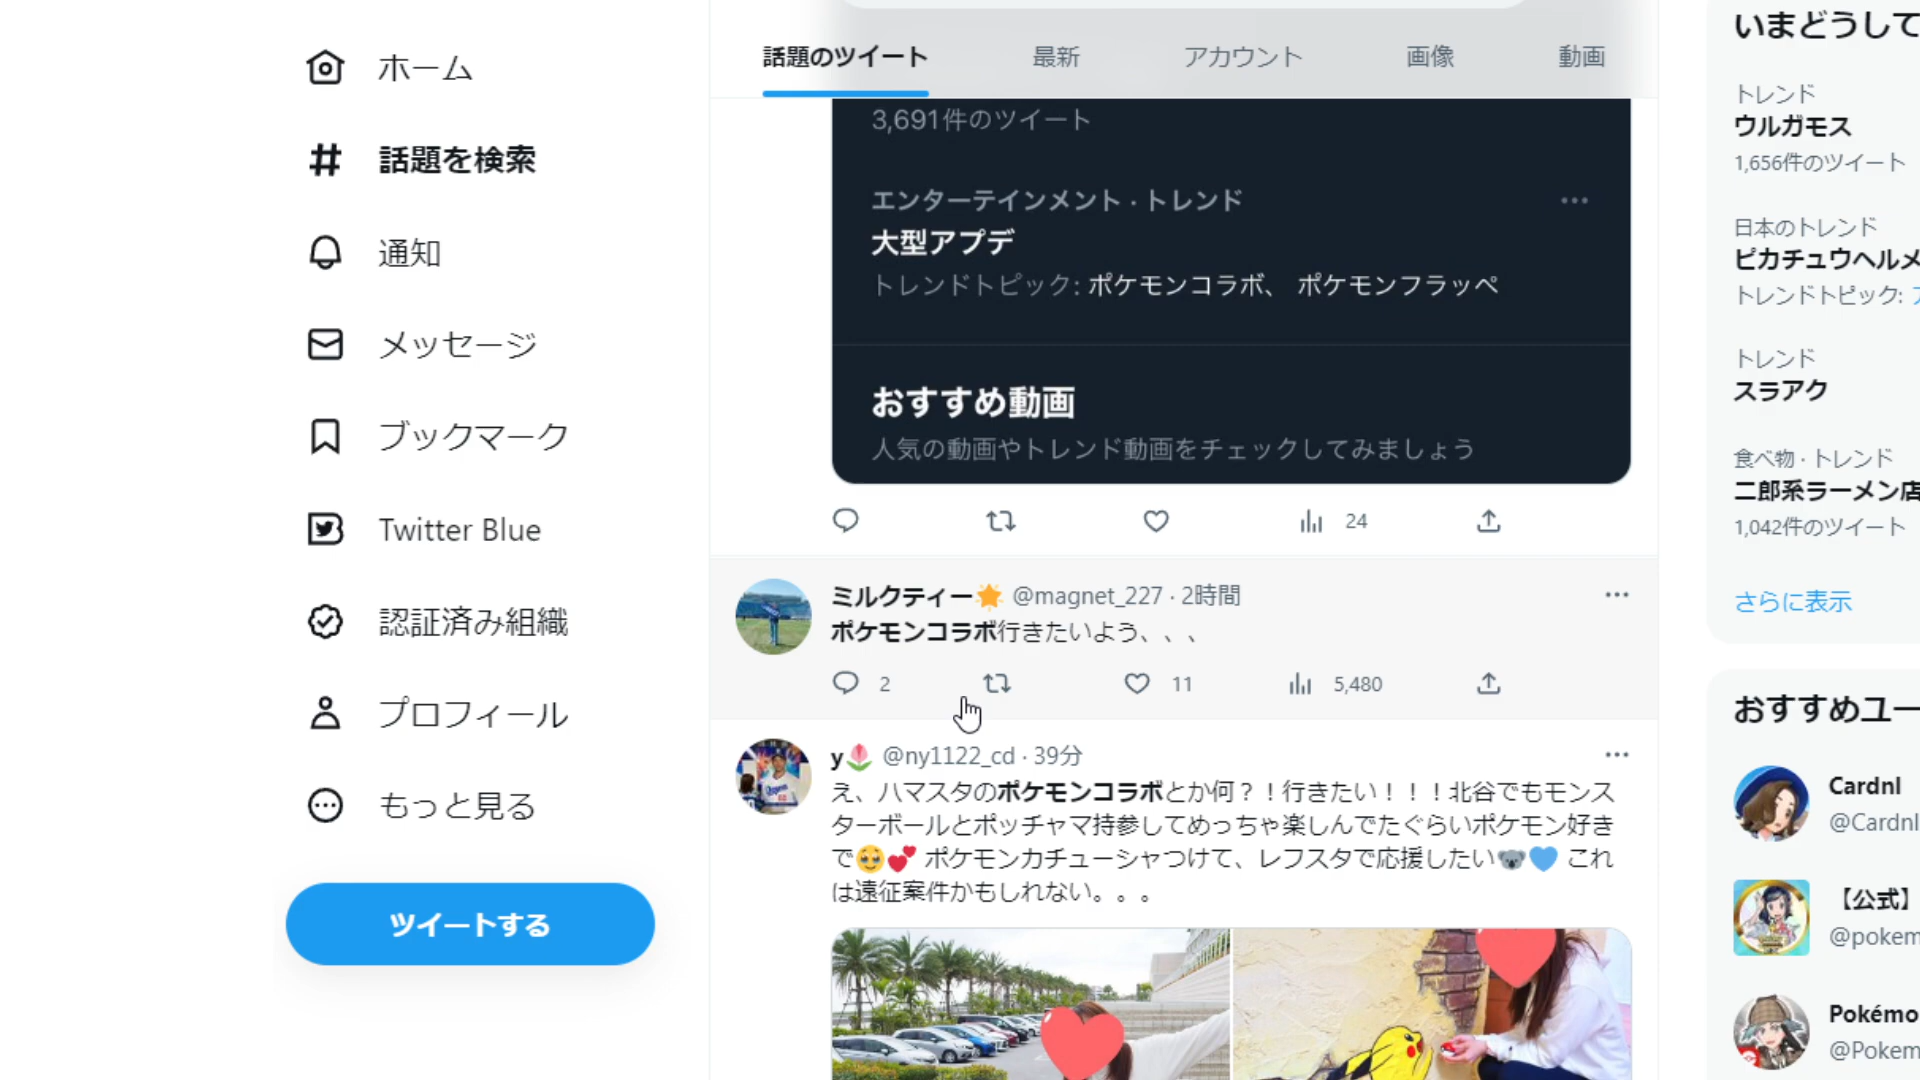 ホーム
話題を検索
通知
メッセージ
ブックマーク
Twitter Blue
認証済み組織
プロフィール
もっと見る
ツイートする
話題のツイート 最新 アカウント 画像 動画
3,691件のツイート
エンターテインメント · トレンド
大型アプデ
トレンドトピック: ポケモンコラボ、 ポケモンフラッペ
おすすめ動画
人気の動画やトレンド動画をチェックしてみましょう
24
ミルクティー🌟 @magnet_227 · 2時間
ポケモンコラボ行きたいよう、、、
2 11 5,480
y🌷 @ny1122_cd · 39分
え、ハマスタのポケモンコラボとか何？！行きたい！！！北谷でもモンス
ターボールとポッチャマ持参してめっちゃ楽しんでたぐらいポケモン好き
で🥹💕 ポケモンカチューシャつけて、レフスタで応援したい🐨💙 これ
は遠征案件かもしれない。。。
いまどうして
トレンド
ウルガモス
1,656件のツイート
日本のトレンド
ピカチュウヘルメ
トレンドトピック:
トレンド
スラアク
食べ物 · トレンド
二郎系ラーメン店
1,042件のツイート
さらに表示
おすすめユー
Cardnl
@Cardnl
【公式】
@pokem
Pokémo
@Pokem